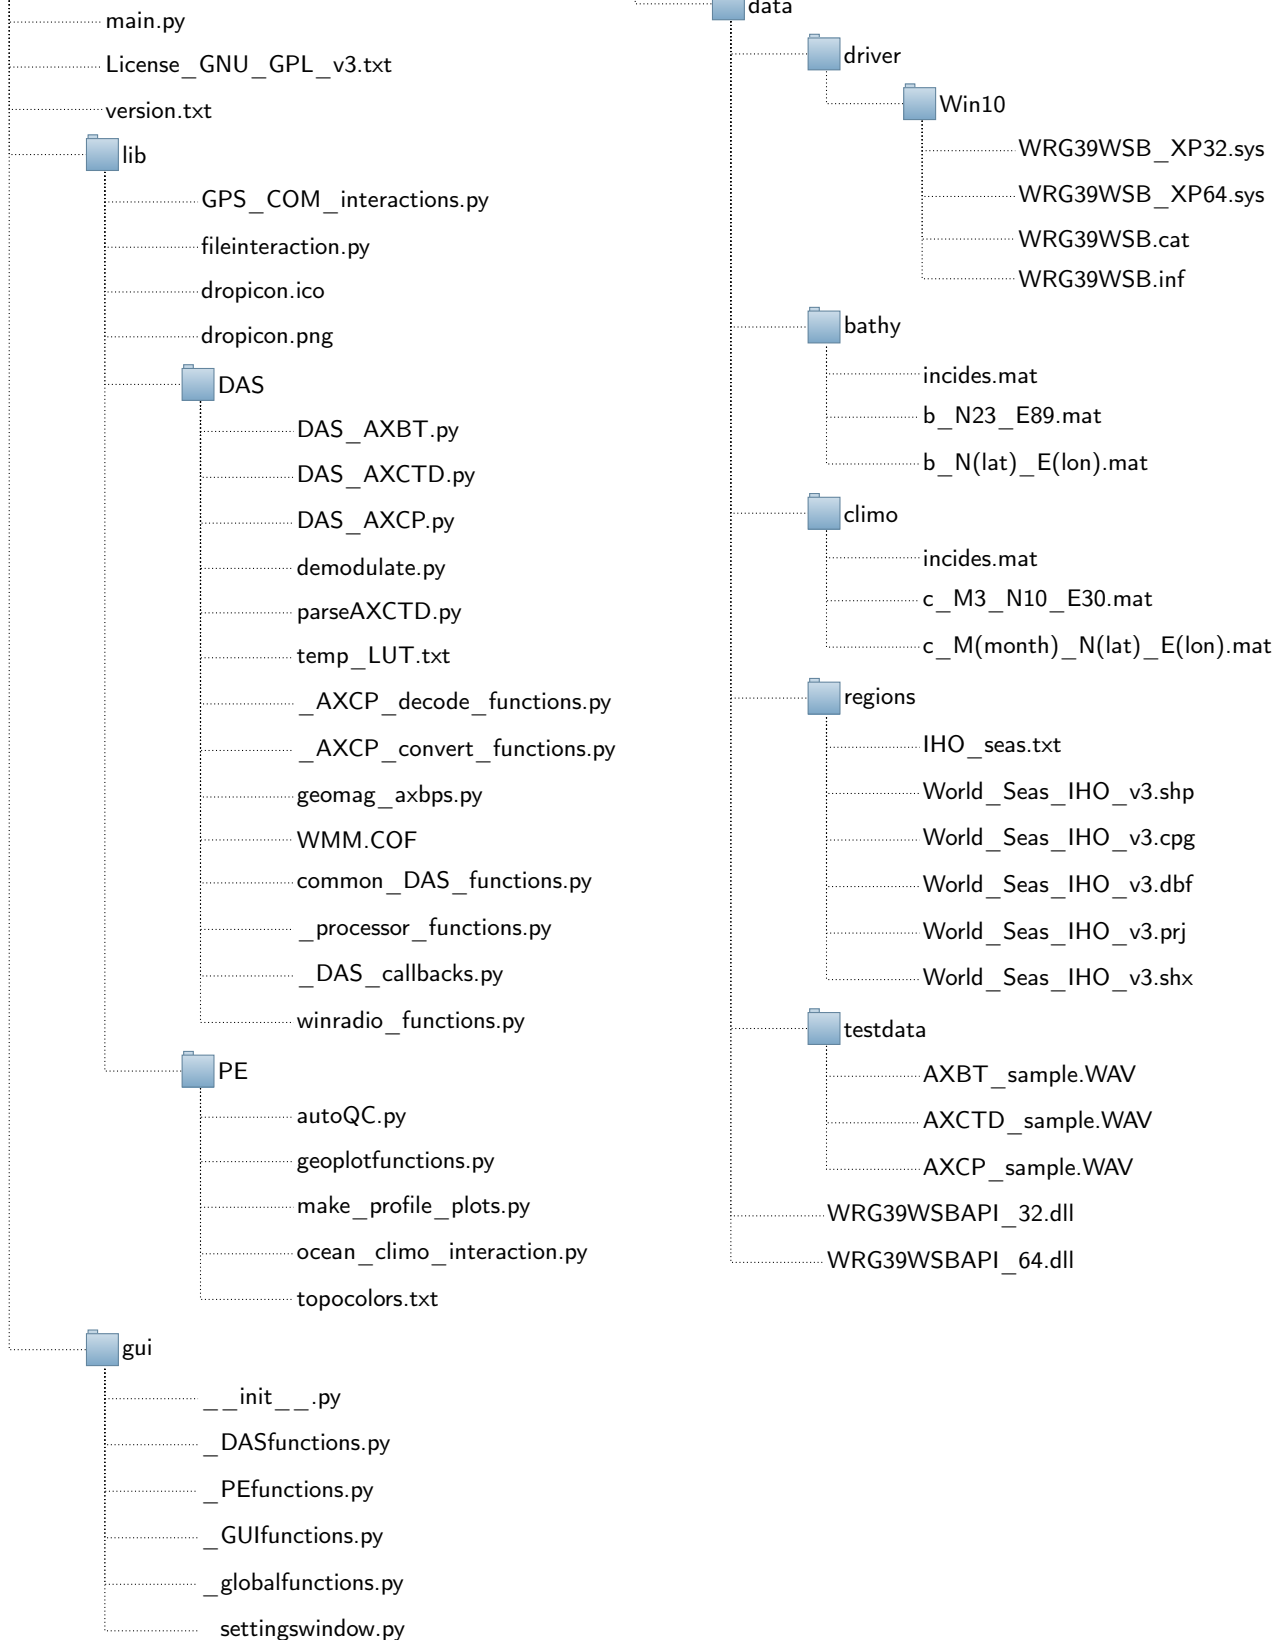 main.py
License_GNU_GPL_v3.txt
version.txt
lib
GPS_COM_interactions.py
fileinteraction.py
dropicon.ico
dropicon.png
DAS
DAS_AXBT.py
DAS_AXCTD.py
DAS_AXCP.py
demodulate.py
parseAXCTD.py
temp_LUT.txt
_AXCP_decode_functions.py
_AXCP_convert_functions.py
geomag_axbps.py
WMM.COF
common_DAS_functions.py
_processor_functions.py
_DAS_callbacks.py
winradio_functions.py
PE
autoQC.py
geoplotfunctions.py
make_profile_plots.py
ocean_climo_interaction.py
topocolors.txt
gui
__init__.py
_DASfunctions.py
_PEfunctions.py
_GUIfunctions.py
_globalfunctions.py
settingswindow.py
data
driver
Win10
WRG39WSB_XP32.sys
WRG39WSB_XP64.sys
WRG39WSB.cat
WRG39WSB.inf
bathy
incides.mat
b_N23_E89.mat
b_N(lat)_E(lon).mat
climo
incides.mat
c_M3_N10_E30.mat
c_M(month)_N(lat)_E(lon).mat
regions
IHO_seas.txt
World_Seas_IHO_v3.shp
World_Seas_IHO_v3.cpg
World_Seas_IHO_v3.dbf
World_Seas_IHO_v3.prj
World_Seas_IHO_v3.shx
testdata
AXBT_sample.WAV
AXCTD_sample.WAV
AXCP_sample.WAV
WRG39WSBAPI_32.dll
WRG39WSBAPI_64.dll